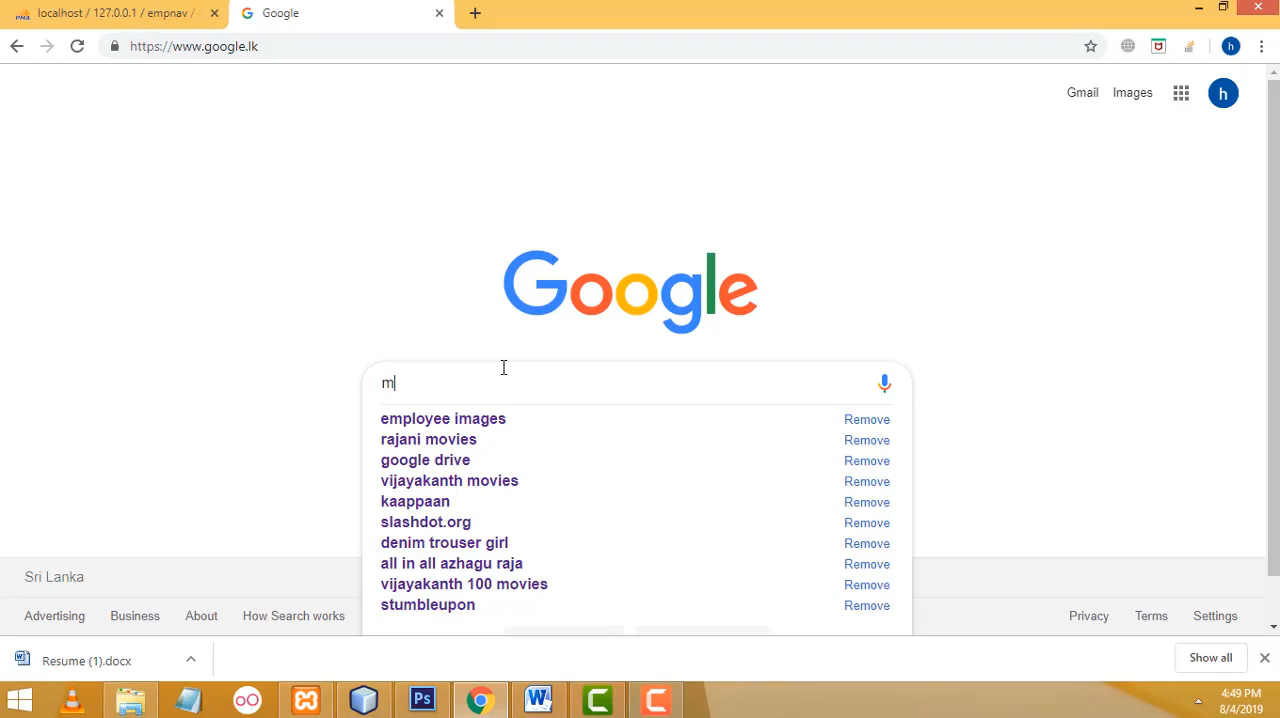 localhost / 127.0.0.1 / empnav /
Google
https://www.google.lk
h
Gmail Images h
Google
m
employee images Remove
rajani movies Remove
google drive Remove
vijayakanth movies Remove
kaappaan Remove
slashdot.org Remove
denim trouser girl Remove
all in all azhagu raja Remove
vijayakanth 100 movies Remove
stumbleupon Remove
Sri Lanka
Advertising Business About How Search works Privacy Terms Settings
Resume (1).docx Show all
Ps
4:49 PM
8/4/2019